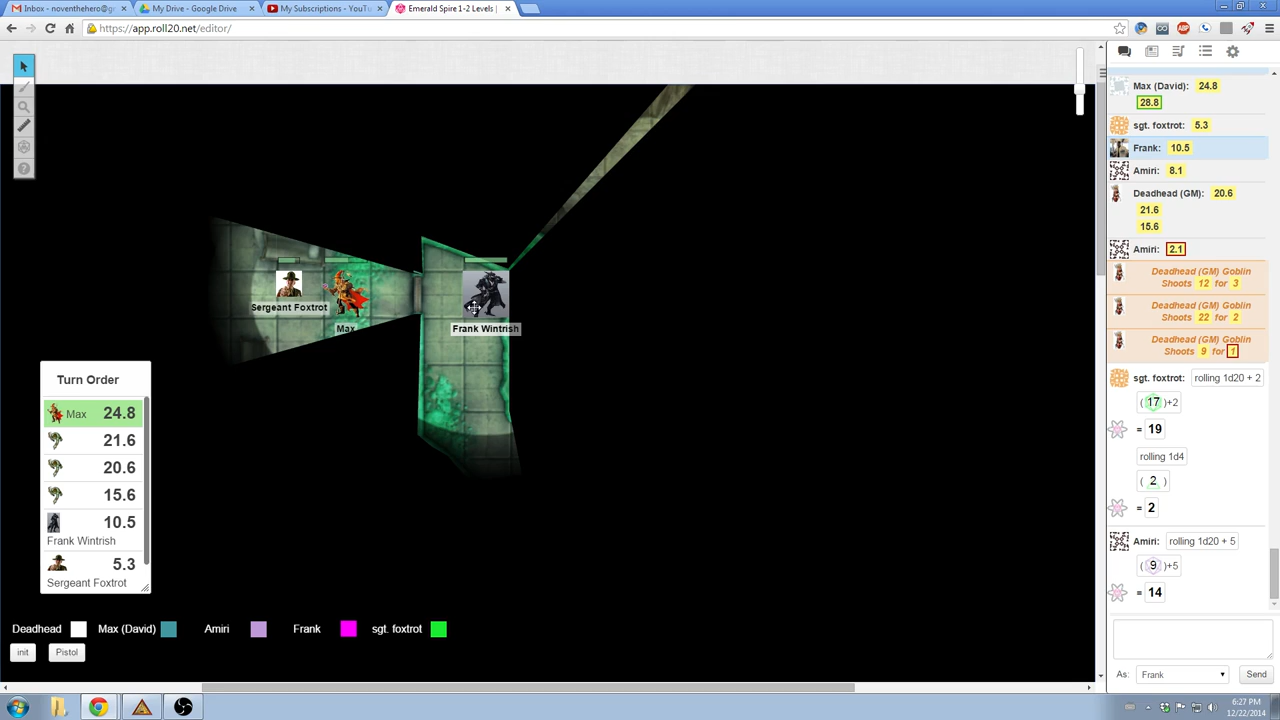 Inbox - noventhehero@g
My Drive - Google Drive
My Subscriptions - YouTu
Emerald Spire 1-2 Levels |
https://app.roll20.net/editor/
Max (David): 24.8
28.8
sgt. foxtrot: 5.3
Frank: 10.5
Amiri: 8.1
Deadhead (GM): 20.6
21.6
15.6
Amiri: 2.1
Deadhead (GM) Goblin
Shoots 12 for 3
Deadhead (GM) Goblin
Shoots 22 for 2
Deadhead (GM) Goblin
Shoots 9 for 1
sgt. foxtrot: rolling 1d20 + 2
(17)+2
= 19
rolling 1d4
(2)
= 2
Amiri: rolling 1d20 + 5
(9)+5
= 14
As: Frank Send
Sergeant Foxtrot
Max
Frank Wintrish
Turn Order
Max 24.8
21.6
20.6
15.6
10.5
Frank Wintrish
5.3
Sergeant Foxtrot
Deadhead Max (David) Amiri Frank sgt. foxtrot
init Pistol
6:27 PM
12/22/2014